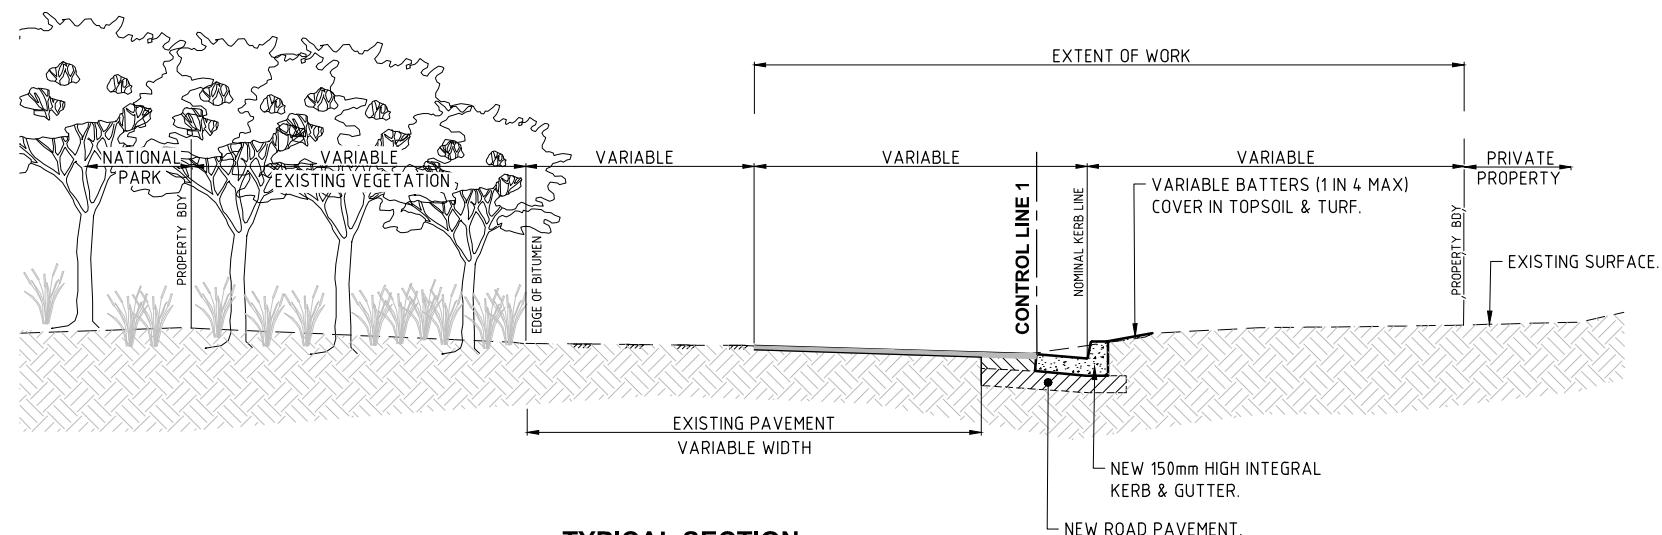 EXTENT OF WORK
NATIONAL
PARK
VARIABLE
EXISTING VEGETATION
VARIABLE
VARIABLE
VARIABLE
PRIVATE
PROPERTY
VARIABLE BATTERS (1 IN 4 MAX)
COVER IN TOPSOIL & TURF.
PROPERTY BDY
EDGE OF BITUMEN
CONTROL LINE 1
NOMINAL KERB LINE
PROPERTY BDY
EXISTING SURFACE.
EXISTING PAVEMENT
VARIABLE WIDTH
NEW 150mm HIGH INTEGRAL
KERB & GUTTER.
NEW ROAD PAVEMENT.
TYPICAL SECTION